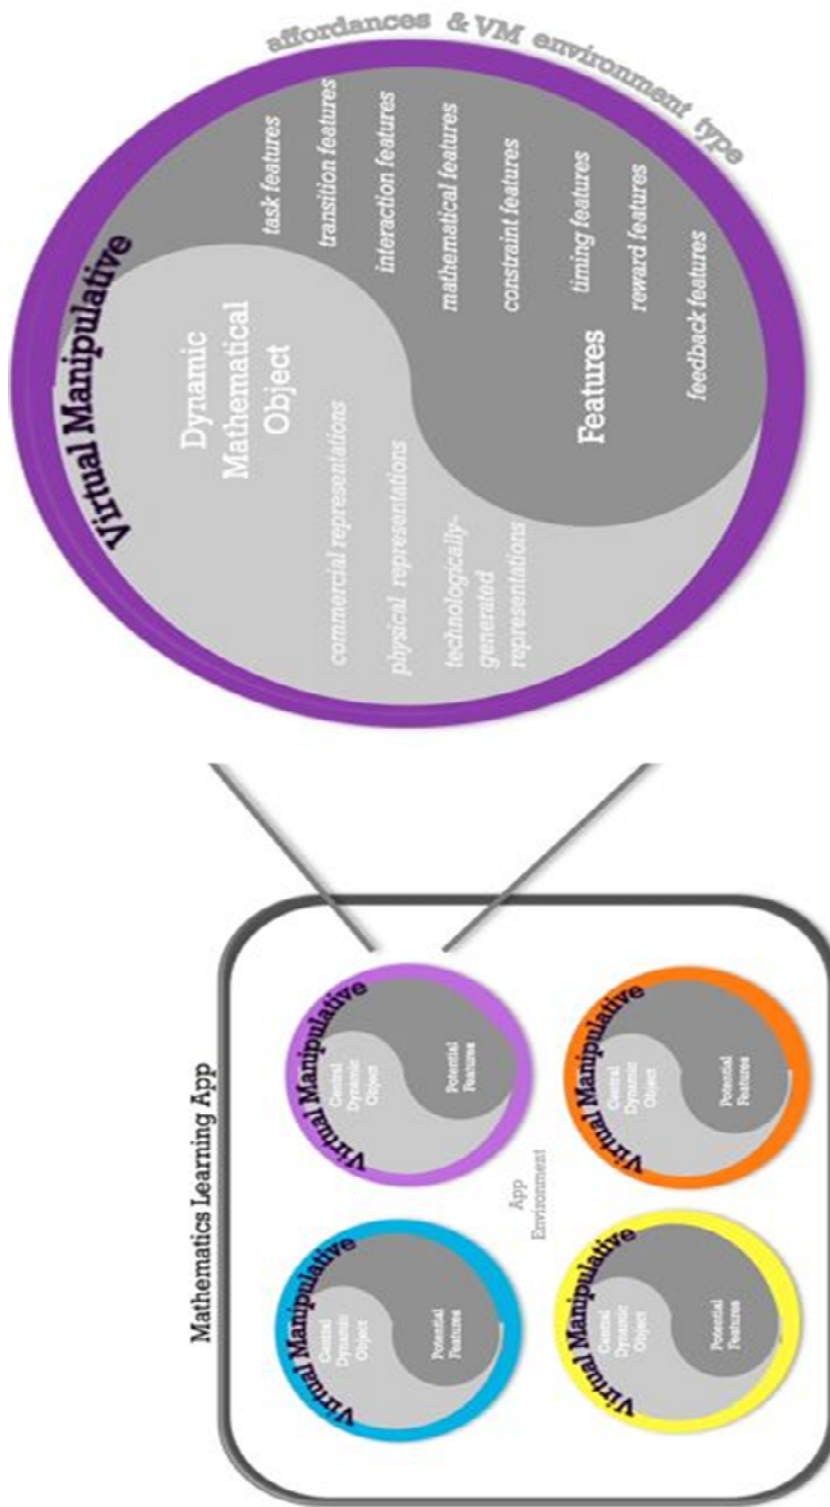 Mathematics Learning App
Virtual Manipulative
Central
Dynamic
Object
Potential
Features
Virtual Manipulative
Central
Dynamic
Object
Potential
Features
App
Environment
Virtual Manipulative
Central
Dynamic
Object
Potential
Features
Virtual Manipulative
Central
Dynamic
Object
Potential
Features
Virtual Manipulative
Dynamic
Mathematical
Object
commercial representations
physical representations
technologically-
generated
representations
Features
task features
transition features
interaction features
mathematical features
constraint features
timing features
reward features
feedback features
affordances & VM environment type